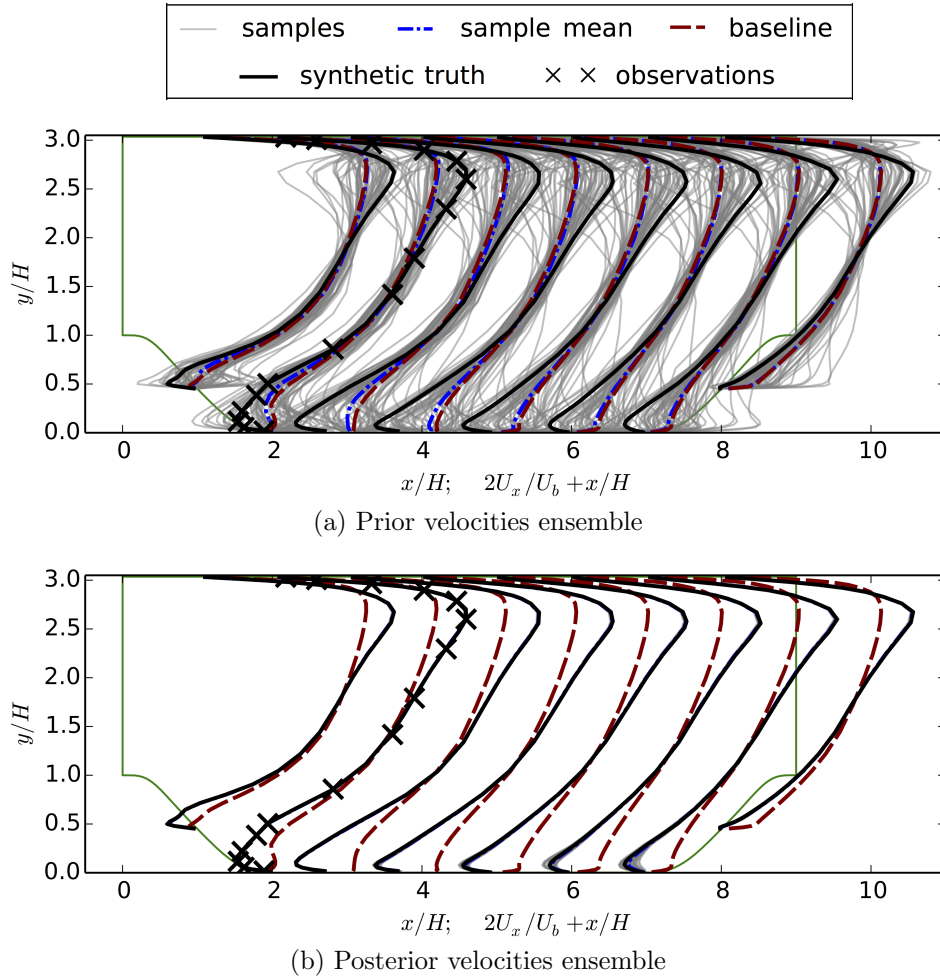 samples sample mean baseline
synthetic truth × × observations
3.0
2.5
2.0
1.5
1.0
0.5
0.0
y/H
0 2 4 6 8 10
x/H; 2U_x/U_b+x/H
(a) Prior velocities ensemble
3.0
2.5
2.0
1.5
1.0
0.5
0.0
y/H
0 2 4 6 8 10
x/H; 2U_x/U_b+x/H
(b) Posterior velocities ensemble